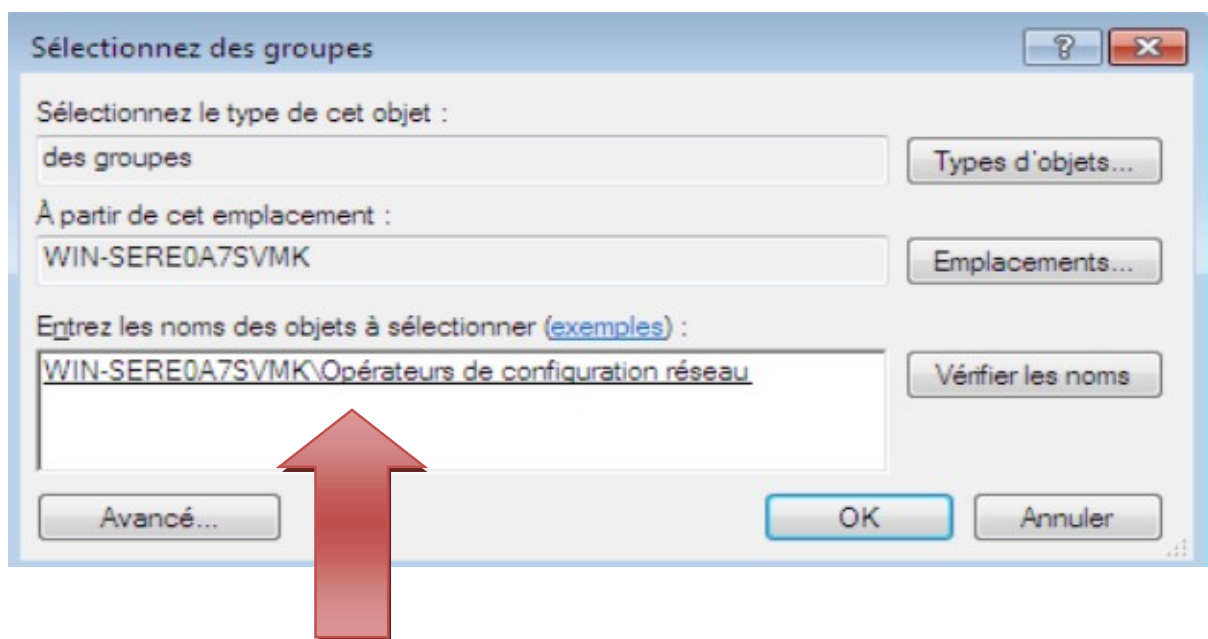 Sélectionnez des groupes
Sélectionnez le type de cet objet :
des groupes
Types d'objets...
À partir de cet emplacement :
WIN-SERE0A7SVMK
Emplacements...
Entrez les noms des objets à sélectionner (exemples) :
WIN-SERE0A7SVMK\Opérateurs de configuration réseau
Vérifier les noms
Avancé...
OK
Annuler